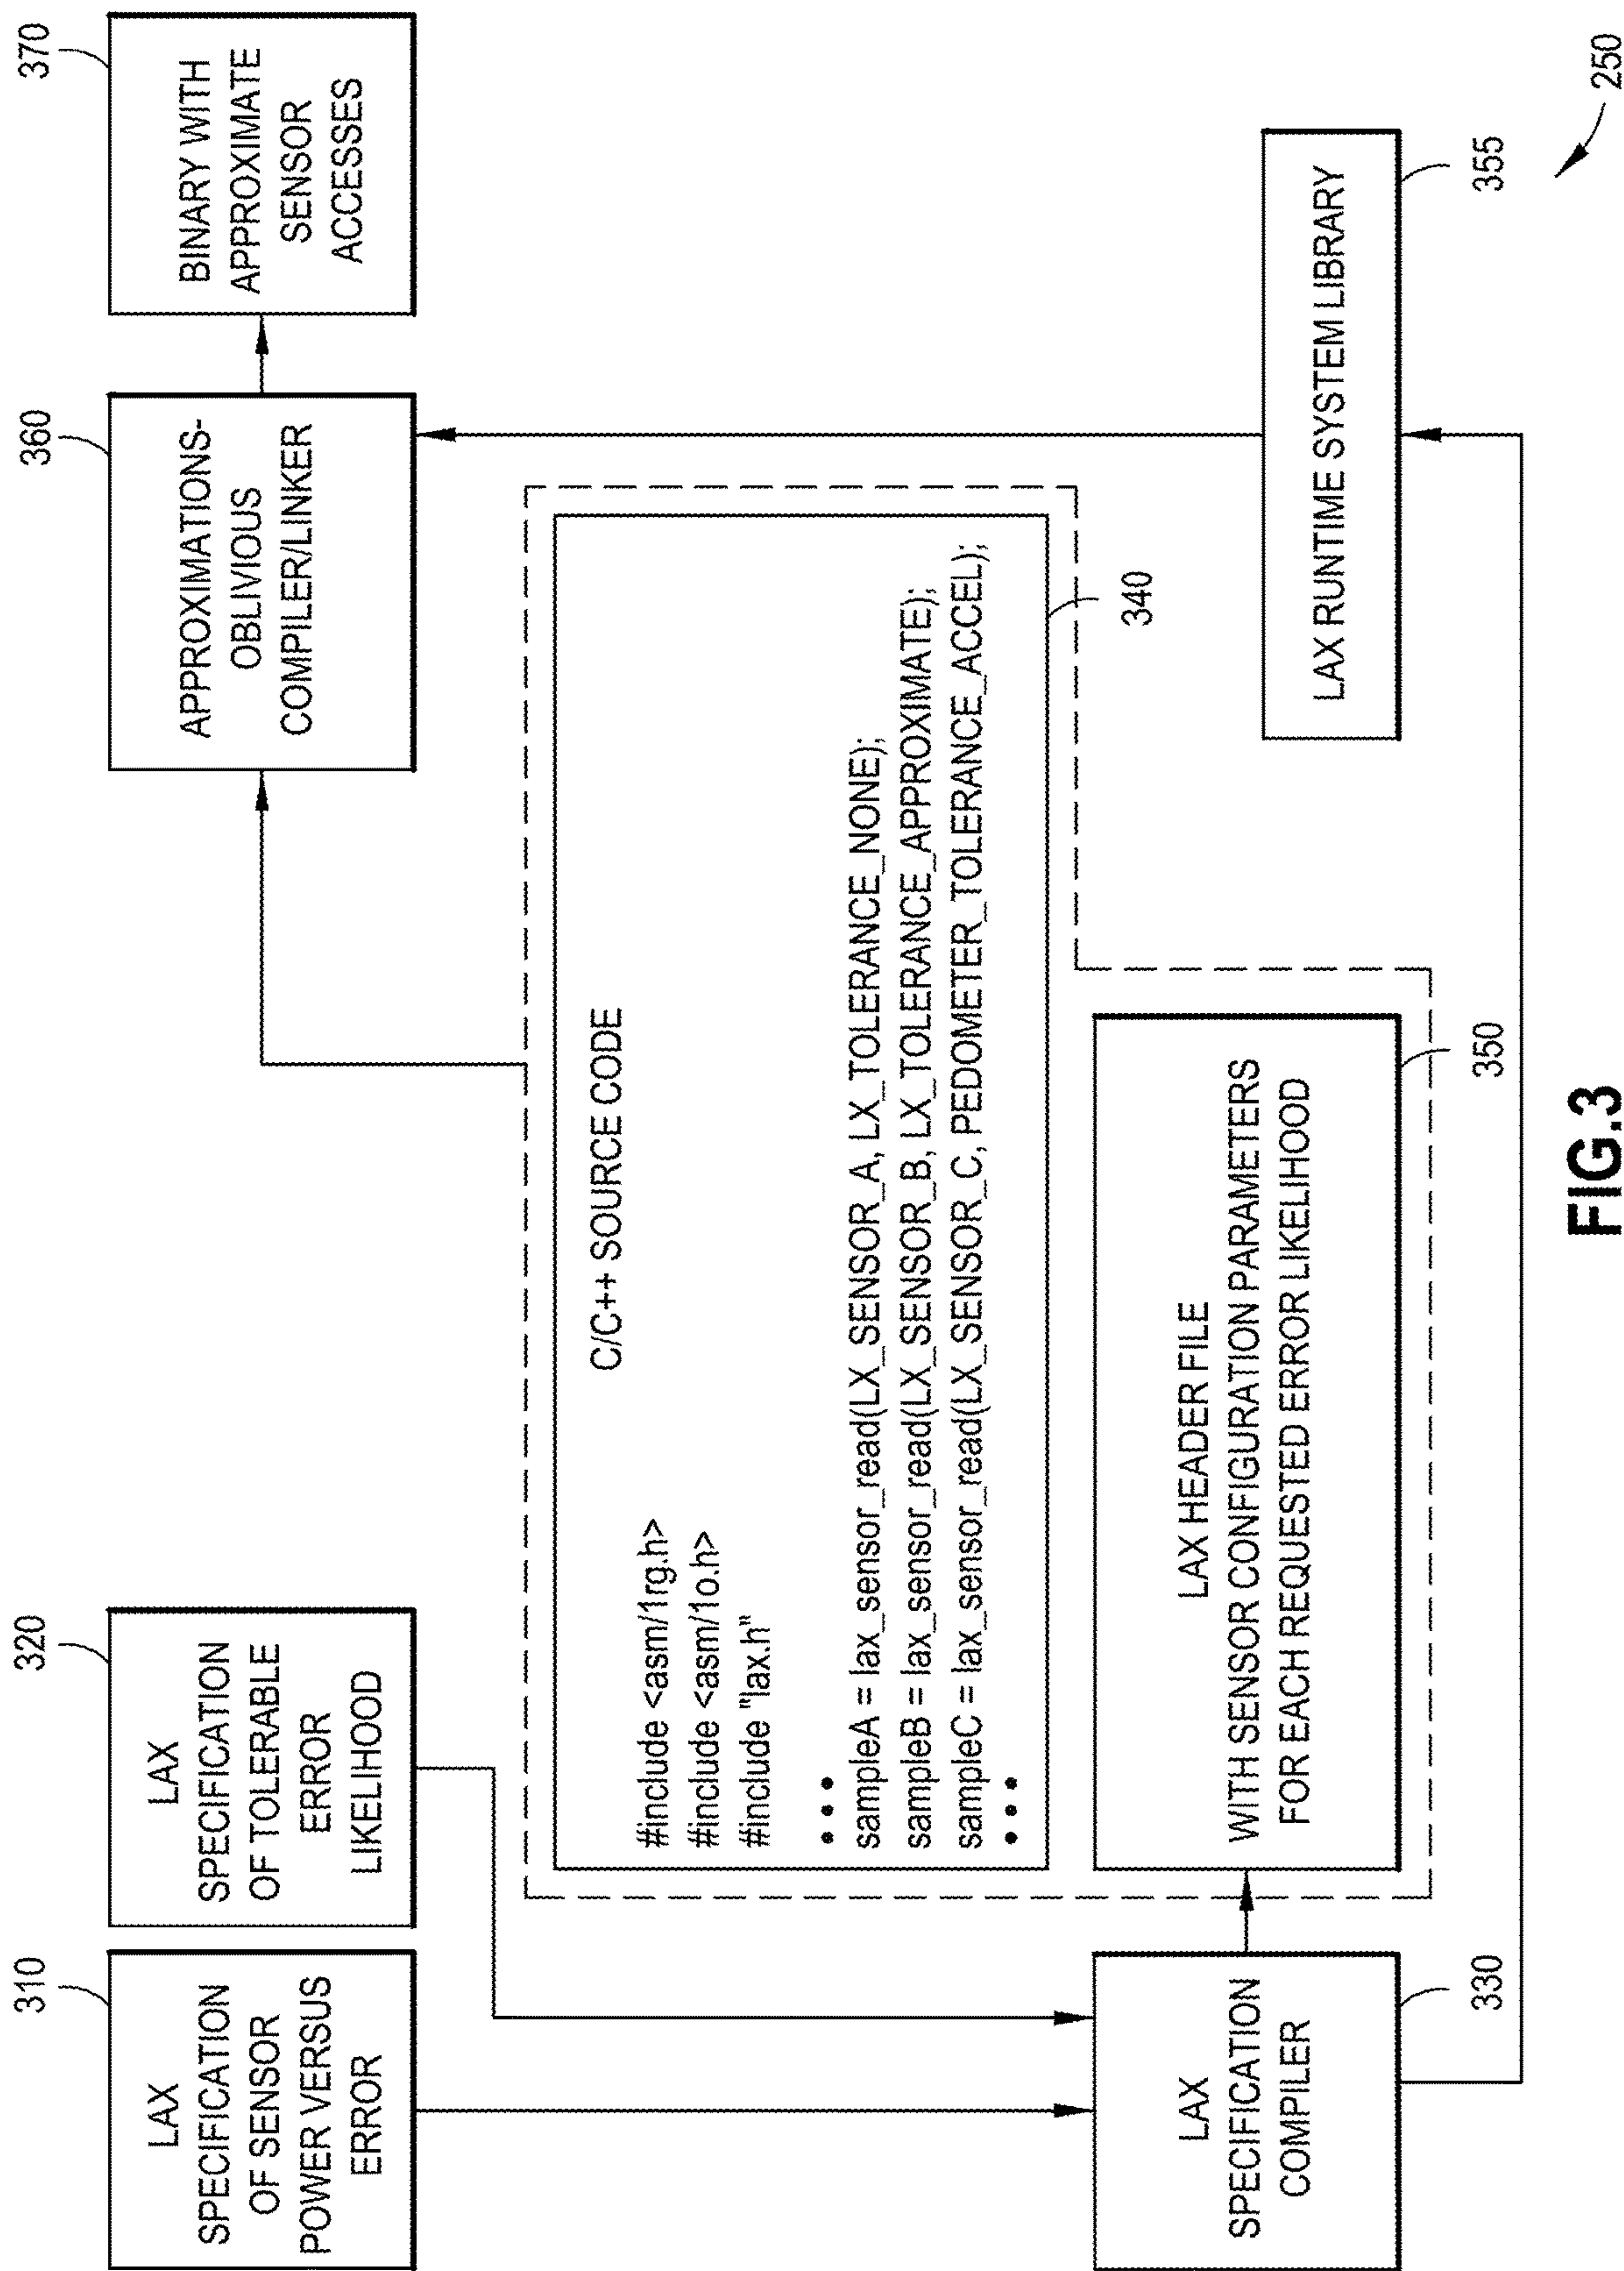 310
LAX
SPECIFICATION
OF SENSOR
POWER VERSUS
ERROR
320
LAX
SPECIFICATION
OF TOLERABLE
ERROR
LIKELIHOOD
360
APPROXIMATIONS-
OBLIVIOUS
COMPILER/LINKER
370
BINARY WITH
APPROXIMATE
SENSOR
ACCESSES
C/C++ SOURCE CODE
#include <asm/1rg.h>
#include <asm/1o.h>
#include "lax.h"
• • •
sampleA = lax_sensor_read(LX_SENSOR_A, LX_TOLERANCE_NONE);
sampleB = lax_sensor_read(LX_SENSOR_B, LX_TOLERANCE_APPROXIMATE);
sampleC = lax_sensor_read(LX_SENSOR_C, PEDOMETER_TOLERANCE_ACCEL);
• • •
340
LAX
SPECIFICATION
COMPILER
330
LAX HEADER FILE
WITH SENSOR CONFIGURATION PARAMETERS
FOR EACH REQUESTED ERROR LIKELIHOOD
350
LAX RUNTIME SYSTEM LIBRARY
355
250
FIG.3